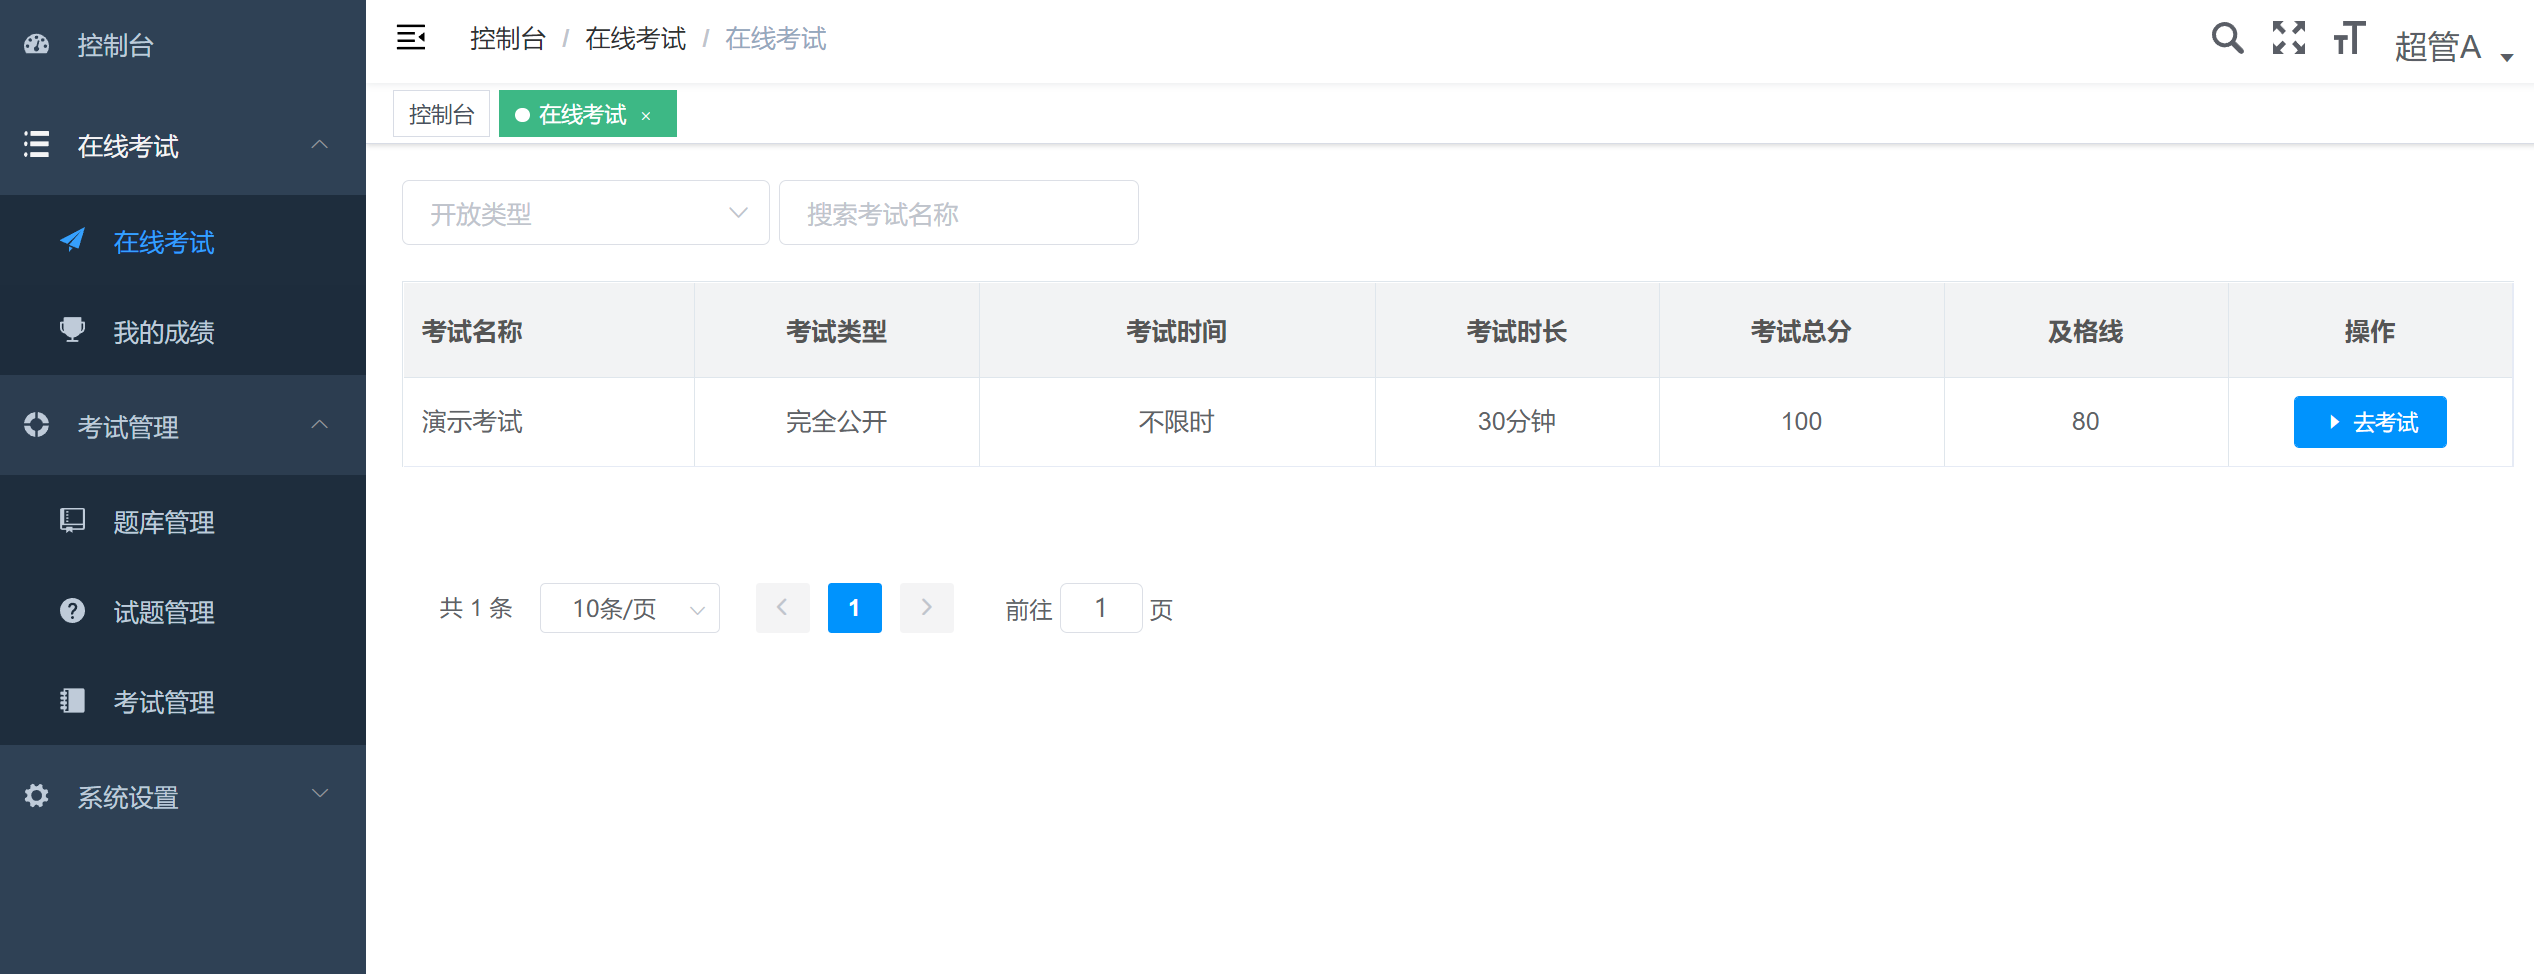 控制台
在线考试
在线考试
我的成绩
考试管理
题库管理
试题管理
考试管理
系统设置
控制台 / 在线考试 / 在线考试
超管A
控制台
在线考试 ×
开放类型
搜索考试名称
考试名称 考试类型 考试时间 考试时长 考试总分 及格线 操作
演示考试 完全公开 不限时 30分钟 100 80 去考试
共 1 条 10条/页 1 前往 1 页